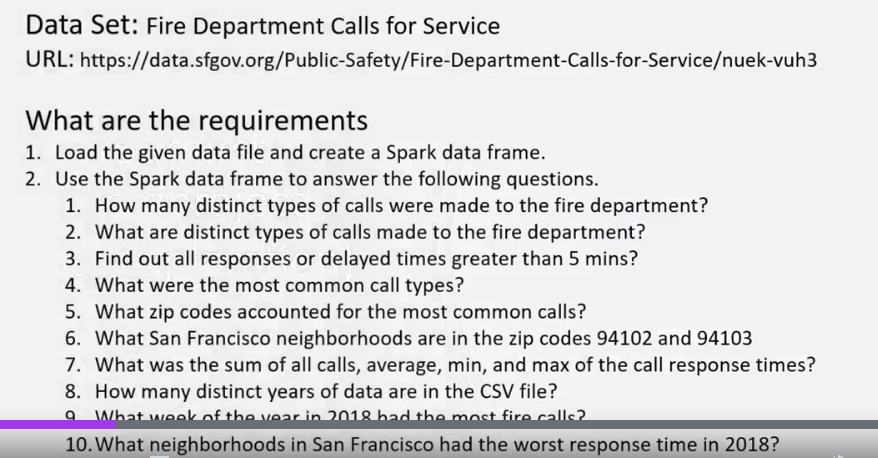 Data Set: Fire Department Calls for Service
URL: https://data.sfgov.org/Public-Safety/Fire-Department-Calls-for-Service/nuek-vuh3
What are the requirements
1. Load the given data file and create a Spark data frame.
2. Use the Spark data frame to answer the following questions.
1. How many distinct types of calls were made to the fire department?
2. What are distinct types of calls made to the fire department?
3. Find out all responses or delayed times greater than 5 mins?
4. What were the most common call types?
5. What zip codes accounted for the most common calls?
6. What San Francisco neighborhoods are in the zip codes 94102 and 94103
7. What was the sum of all calls, average, min, and max of the call response times?
8. How many distinct years of data are in the CSV file?
9. What week of the year in 2018 had the most fire calls?
10. What neighborhoods in San Francisco had the worst response time in 2018?